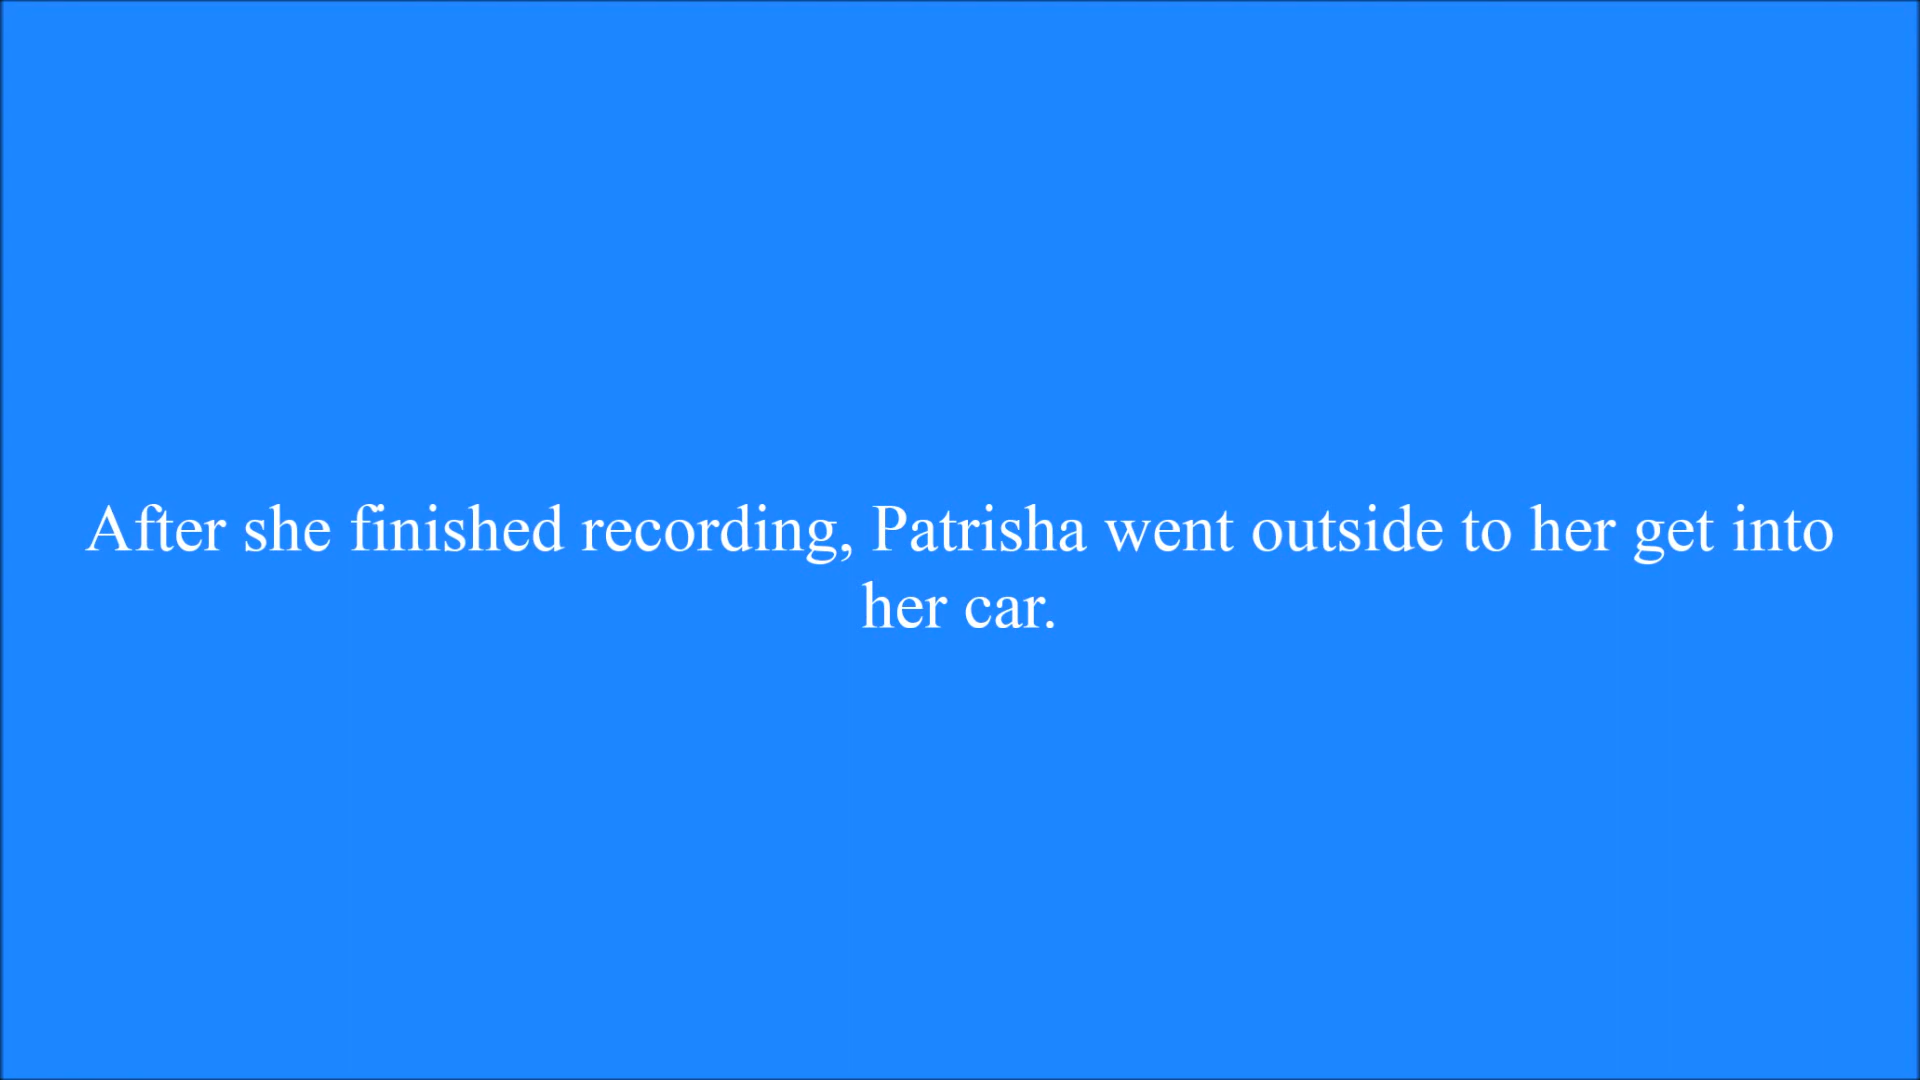 After she finished recording, Patrisha went outside to her get into
her car.